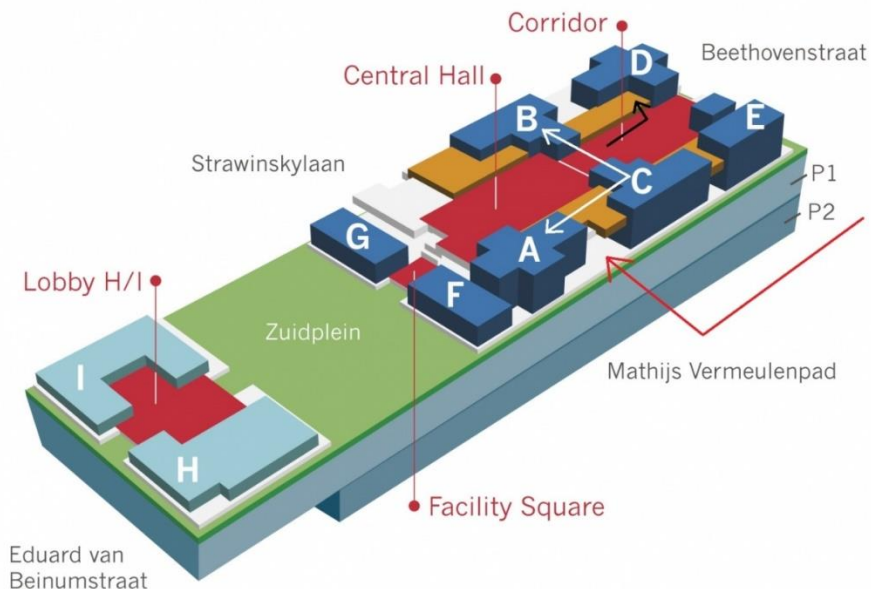 Corridor
Beethovenstraat
D
Central Hall
B
E
Strawinskylaan
P1
C
P2
G
A
Lobby H/I
F
Zuidplein
Mathijs Vermeulenpad
I
H
Facility Square
Eduard van
Beinumstraat